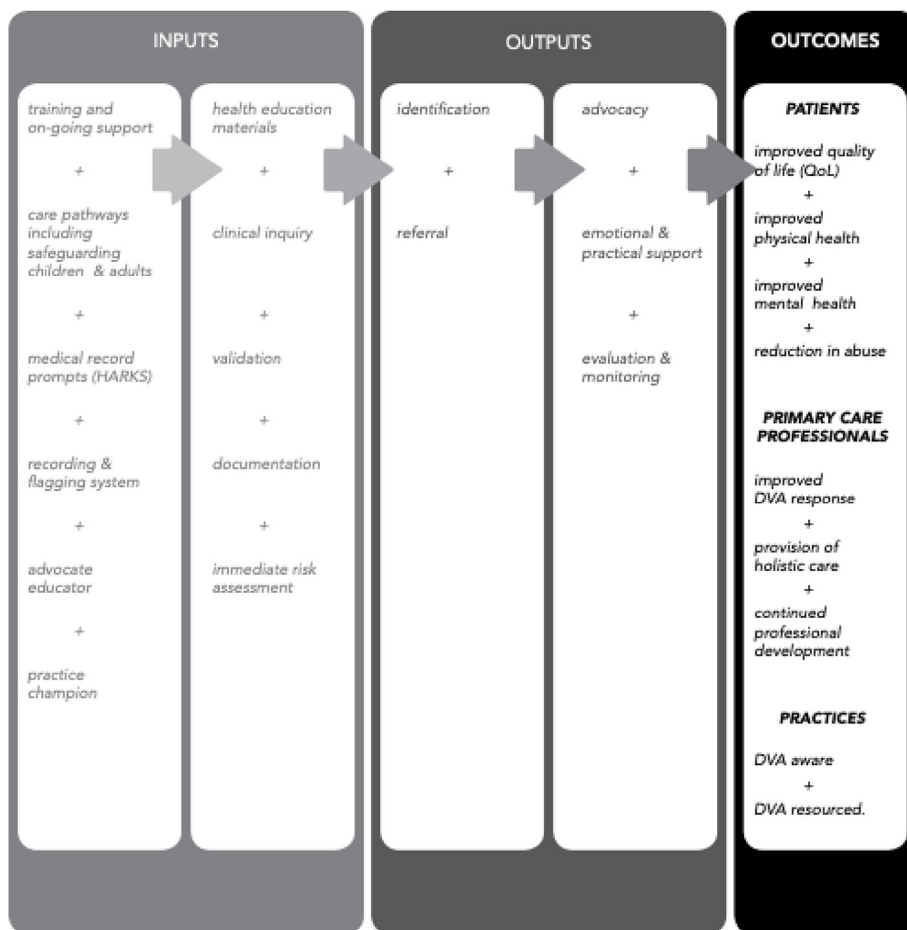 INPUTS
training and
on-going support
+
care pathways
including
safeguarding
children & adults
+
medical record
prompts (HARKS)
+
recording &
flagging system
+
advocate
educator
+
practice
champion
health education
materials
+
clinical inquiry
+
validation
+
documentation
+
immediate risk
assessment
OUTPUTS
identification
+
referral
advocacy
+
emotional &
practical support
+
evaluation &
monitoring
OUTCOMES
PATIENTS
improved quality
of life (QoL)
+
improved
physical health
+
improved
mental health
+
reduction in abuse
PRIMARY CARE
PROFESSIONALS
improved
DVA response
+
provision of
holistic care
+
continued
professional
development
PRACTICES
DVA aware
+
DVA resourced.